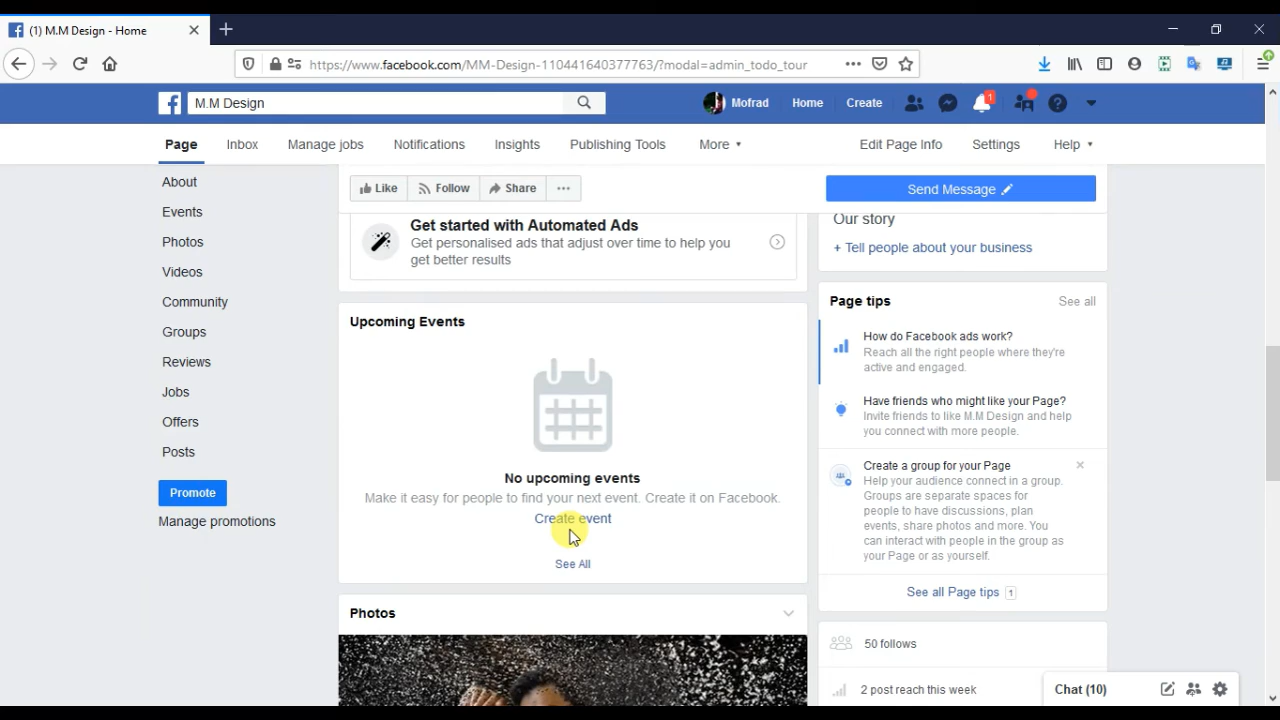 (1) M.M Design - Home
https://www.facebook.com/MM-Design-110441640377763/?modal=admin_todo_tour
M.M Design
Mofrad
Home
Create
1
Page
Inbox
Manage jobs
Notifications
Insights
Publishing Tools
More
Edit Page Info
Settings
Help
About
Events
Photos
Videos
Community
Groups
Reviews
Jobs
Offers
Posts
Promote
Manage promotions
Like
Follow
Share
Send Message
Get started with Automated Ads
Get personalised ads that adjust over time to help you
get better results
Upcoming Events
No upcoming events
Make it easy for people to find your next event. Create it on Facebook.
Create event
See All
Photos
Our story
+ Tell people about your business
Page tips
See all
How do Facebook ads work?
Reach all the right people where they're
active and engaged.
Have friends who might like your Page?
Invite friends to like M.M Design and help
you connect with more people.
Create a group for your Page
Help your audience connect in a group.
Groups are separate spaces for
people to have discussions, plan
events, share photos and more. You
can interact with people in the group as
your Page or as yourself.
See all Page tips 1
50 follows
2 post reach this week
Chat (10)